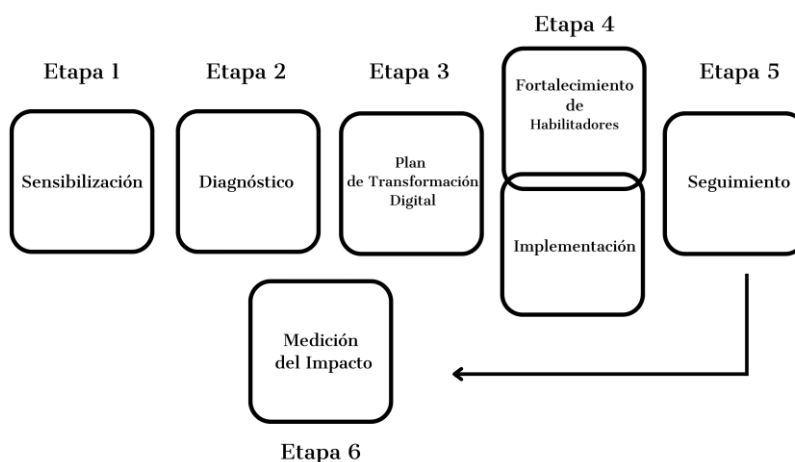 Etapa 1
Sensibilización
Etapa 2
Diagnóstico
Etapa 3
Plan
de Transformación
Digital
Etapa 4
Fortalecimiento
de
Habilitadores
Implementación
Etapa 5
Seguimiento
Medición
del Impacto
Etapa 6